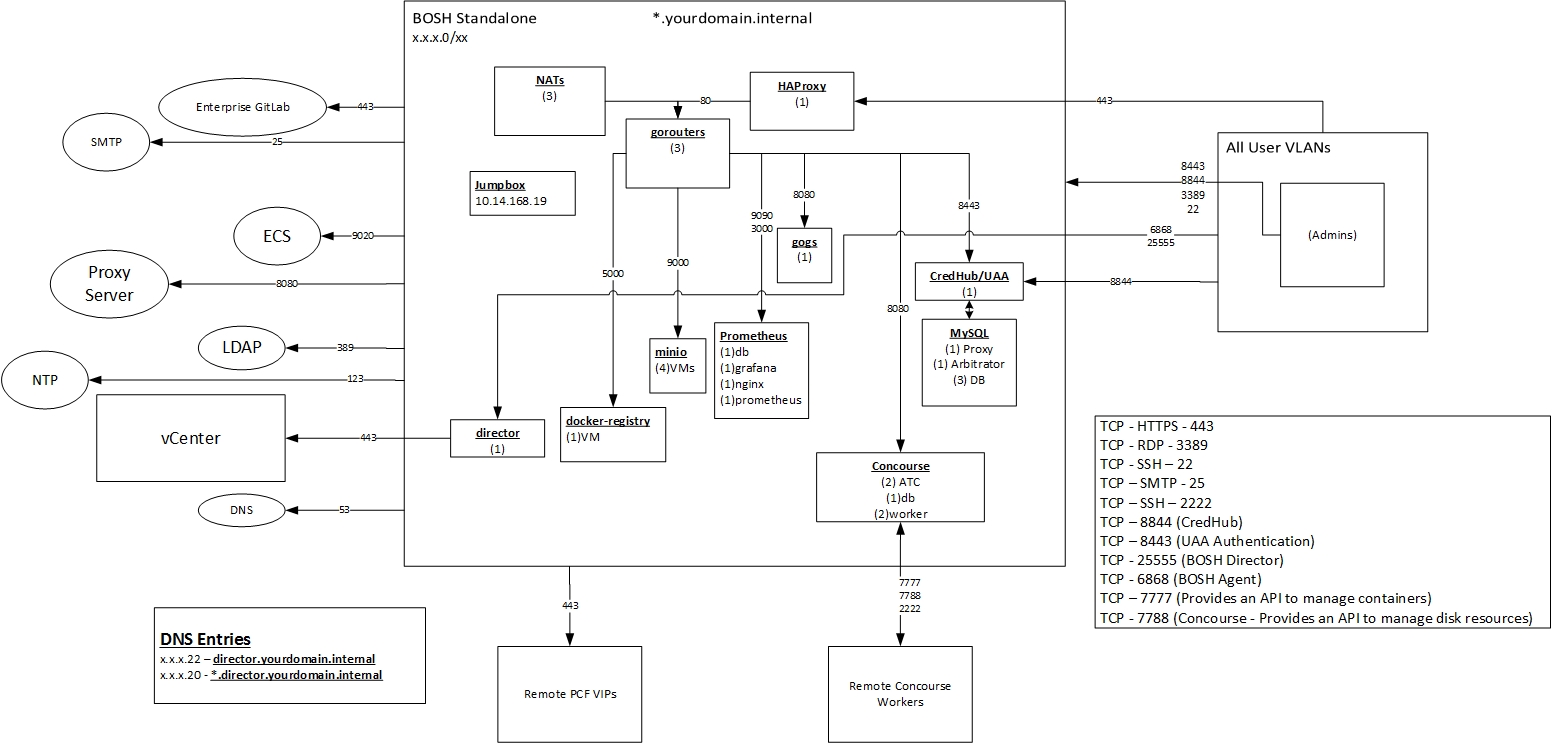 BOSH Standalone
*.yourdomain.internal
x.x.x.0/xx
NATs
(3)
HAProxy
(1)
80
443
gorouters
(3)
Jumpbox
10.14.168.19
Enterprise GitLab
443
SMTP
25
ECS
9020
Proxy
Server
8080
LDAP
389
NTP
123
vCenter
443
DNS
53
All User VLANs
(Admins)
8443
8844
3389
22
6868
25555
8844
5000
9000
9090
3000
8080
8080
8443
gogs
(1)
CredHub/UAA
(1)
MySQL
(1) Proxy
(1) Arbitrator
(3) DB
minio
(4)VMs
Prometheus
(1)db
(1)grafana
(1)nginx
(1)prometheus
director
(1)
docker-registry
(1)VM
Concourse
(2) ATC
(1)db
(2)worker
TCP - HTTPS - 443
TCP - RDP - 3389
TCP - SSH – 22
TCP – SMTP - 25
TCP – SSH – 2222
TCP – 8844 (CredHub)
TCP – 8443 (UAA Authentication)
TCP - 25555 (BOSH Director)
TCP - 6868 (BOSH Agent)
TCP – 7777 (Provides an API to manage containers)
TCP - 7788 (Concourse - Provides an API to manage disk resources)
443
7777
7788
2222
DNS Entries
x.x.x.22 – director.yourdomain.internal
x.x.x.20 - *.director.yourdomain.internal
Remote PCF VIPs
Remote Concourse
Workers